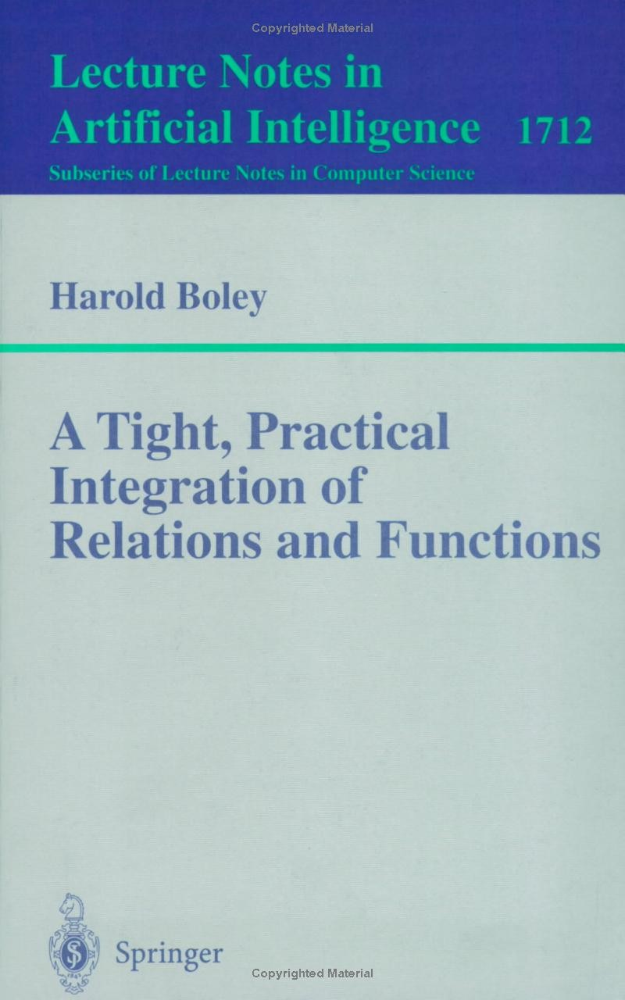 Copyrighted Material
Lecture Notes in
Artificial Intelligence 1712
Subseries of Lecture Notes in Computer Science
Harold Boley
A Tight, Practical
Integration of
Relations and Functions
1842
Springer
Copyrighted Material